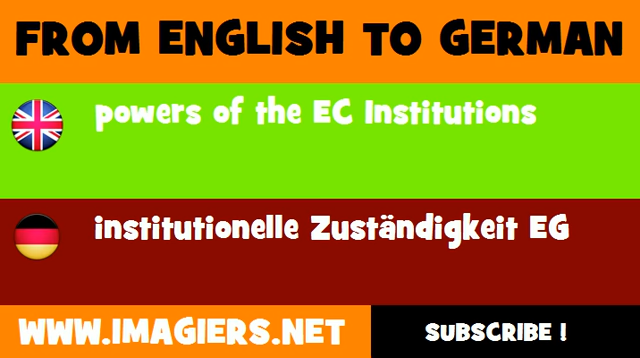 FROM ENGLISH TO GERMAN
powers of the EC Institutions
institutionelle Zuständigkeit EG
WWW.IMAGIERS.NET
SUBSCRIBE !